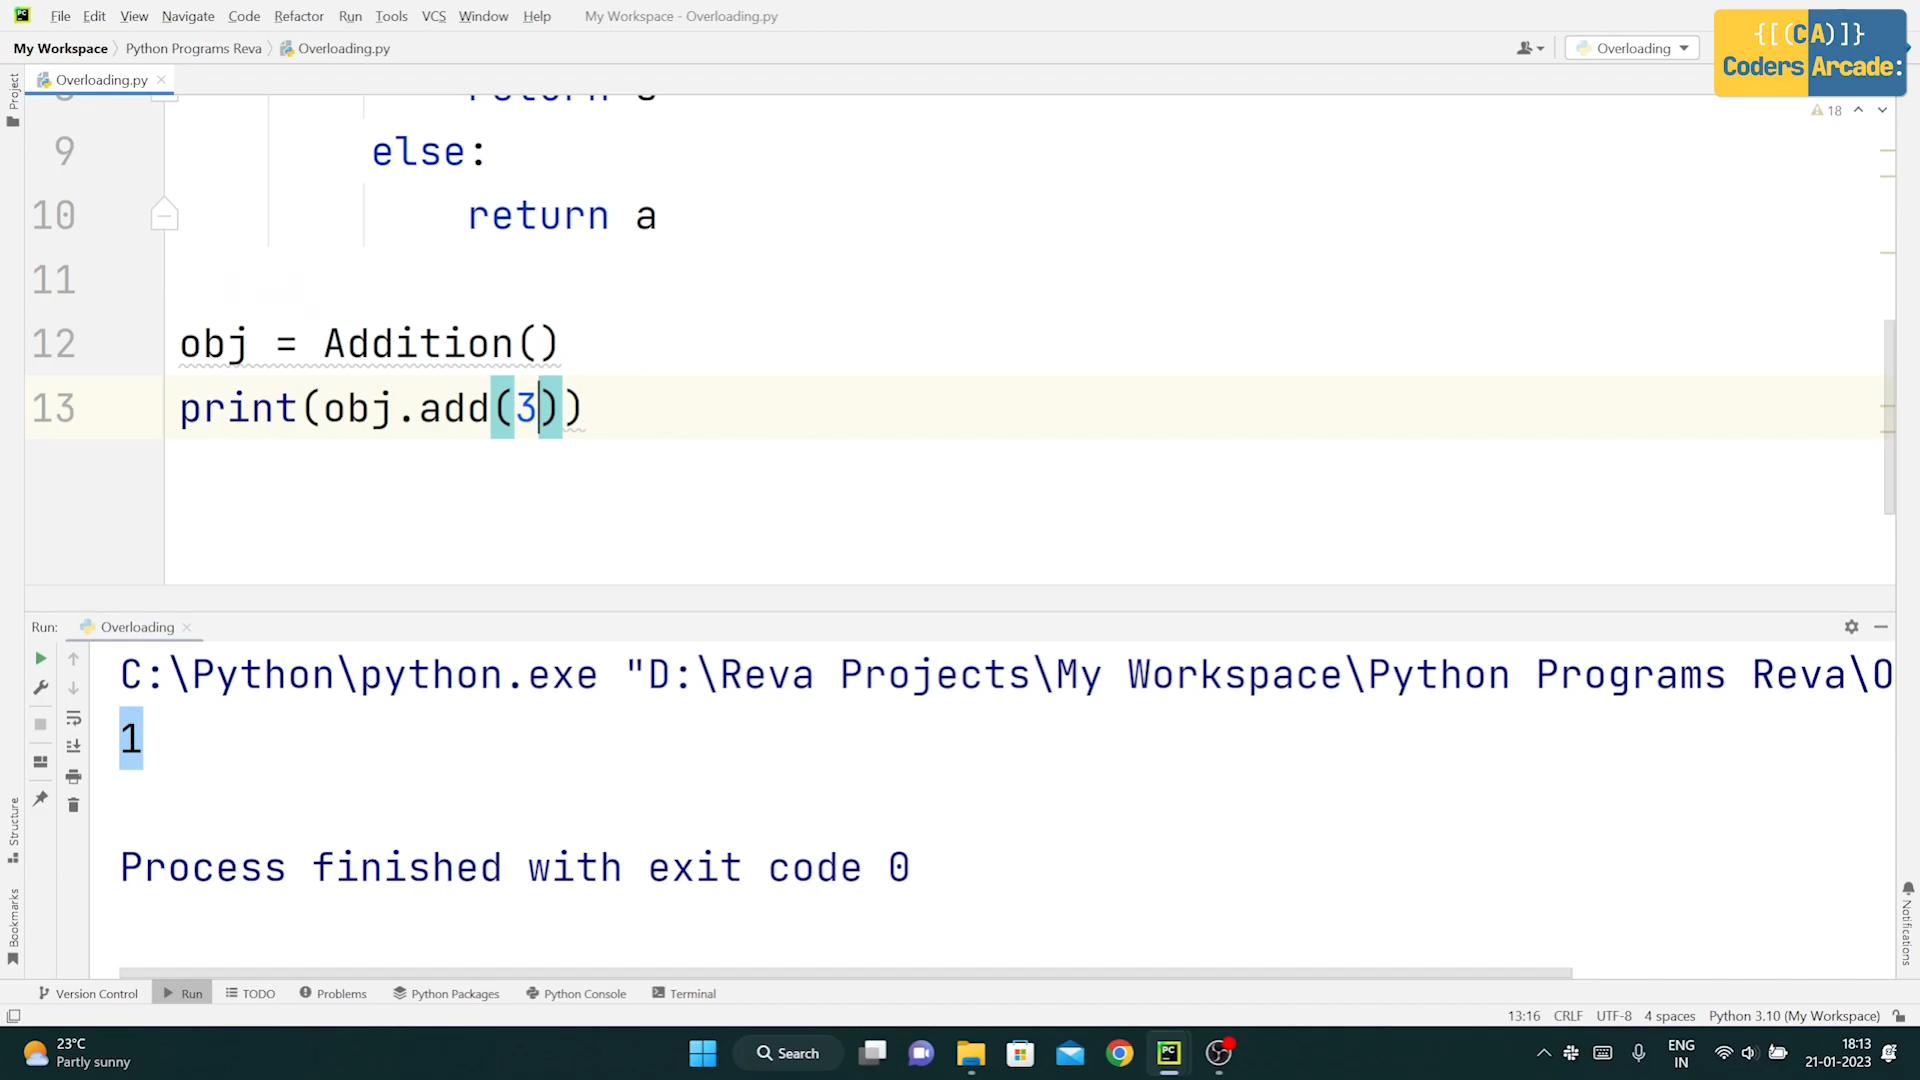 File Edit View Navigate Code Refactor Run Tools VCS Window Help My Workspace - Overloading.py
{[(CA)]}
Coders Arcade:
My Workspace Python Programs Reva Overloading.py
Overloading
Project
Overloading.py
18
9 else:
10 return a
11
12 obj = Addition()
13 print(obj.add(3))
Run: Overloading
C:\Python\python.exe "D:\Reva Projects\My Workspace\Python Programs Reva\O
1
Process finished with exit code 0
Structure
Bookmarks
Notifications
Version Control Run TODO Problems Python Packages Python Console Terminal
13:16 CRLF UTF-8 4 spaces Python 3.10 (My Workspace)
23°C
Partly sunny
Search
ENG
IN
18:13
21-01-2023